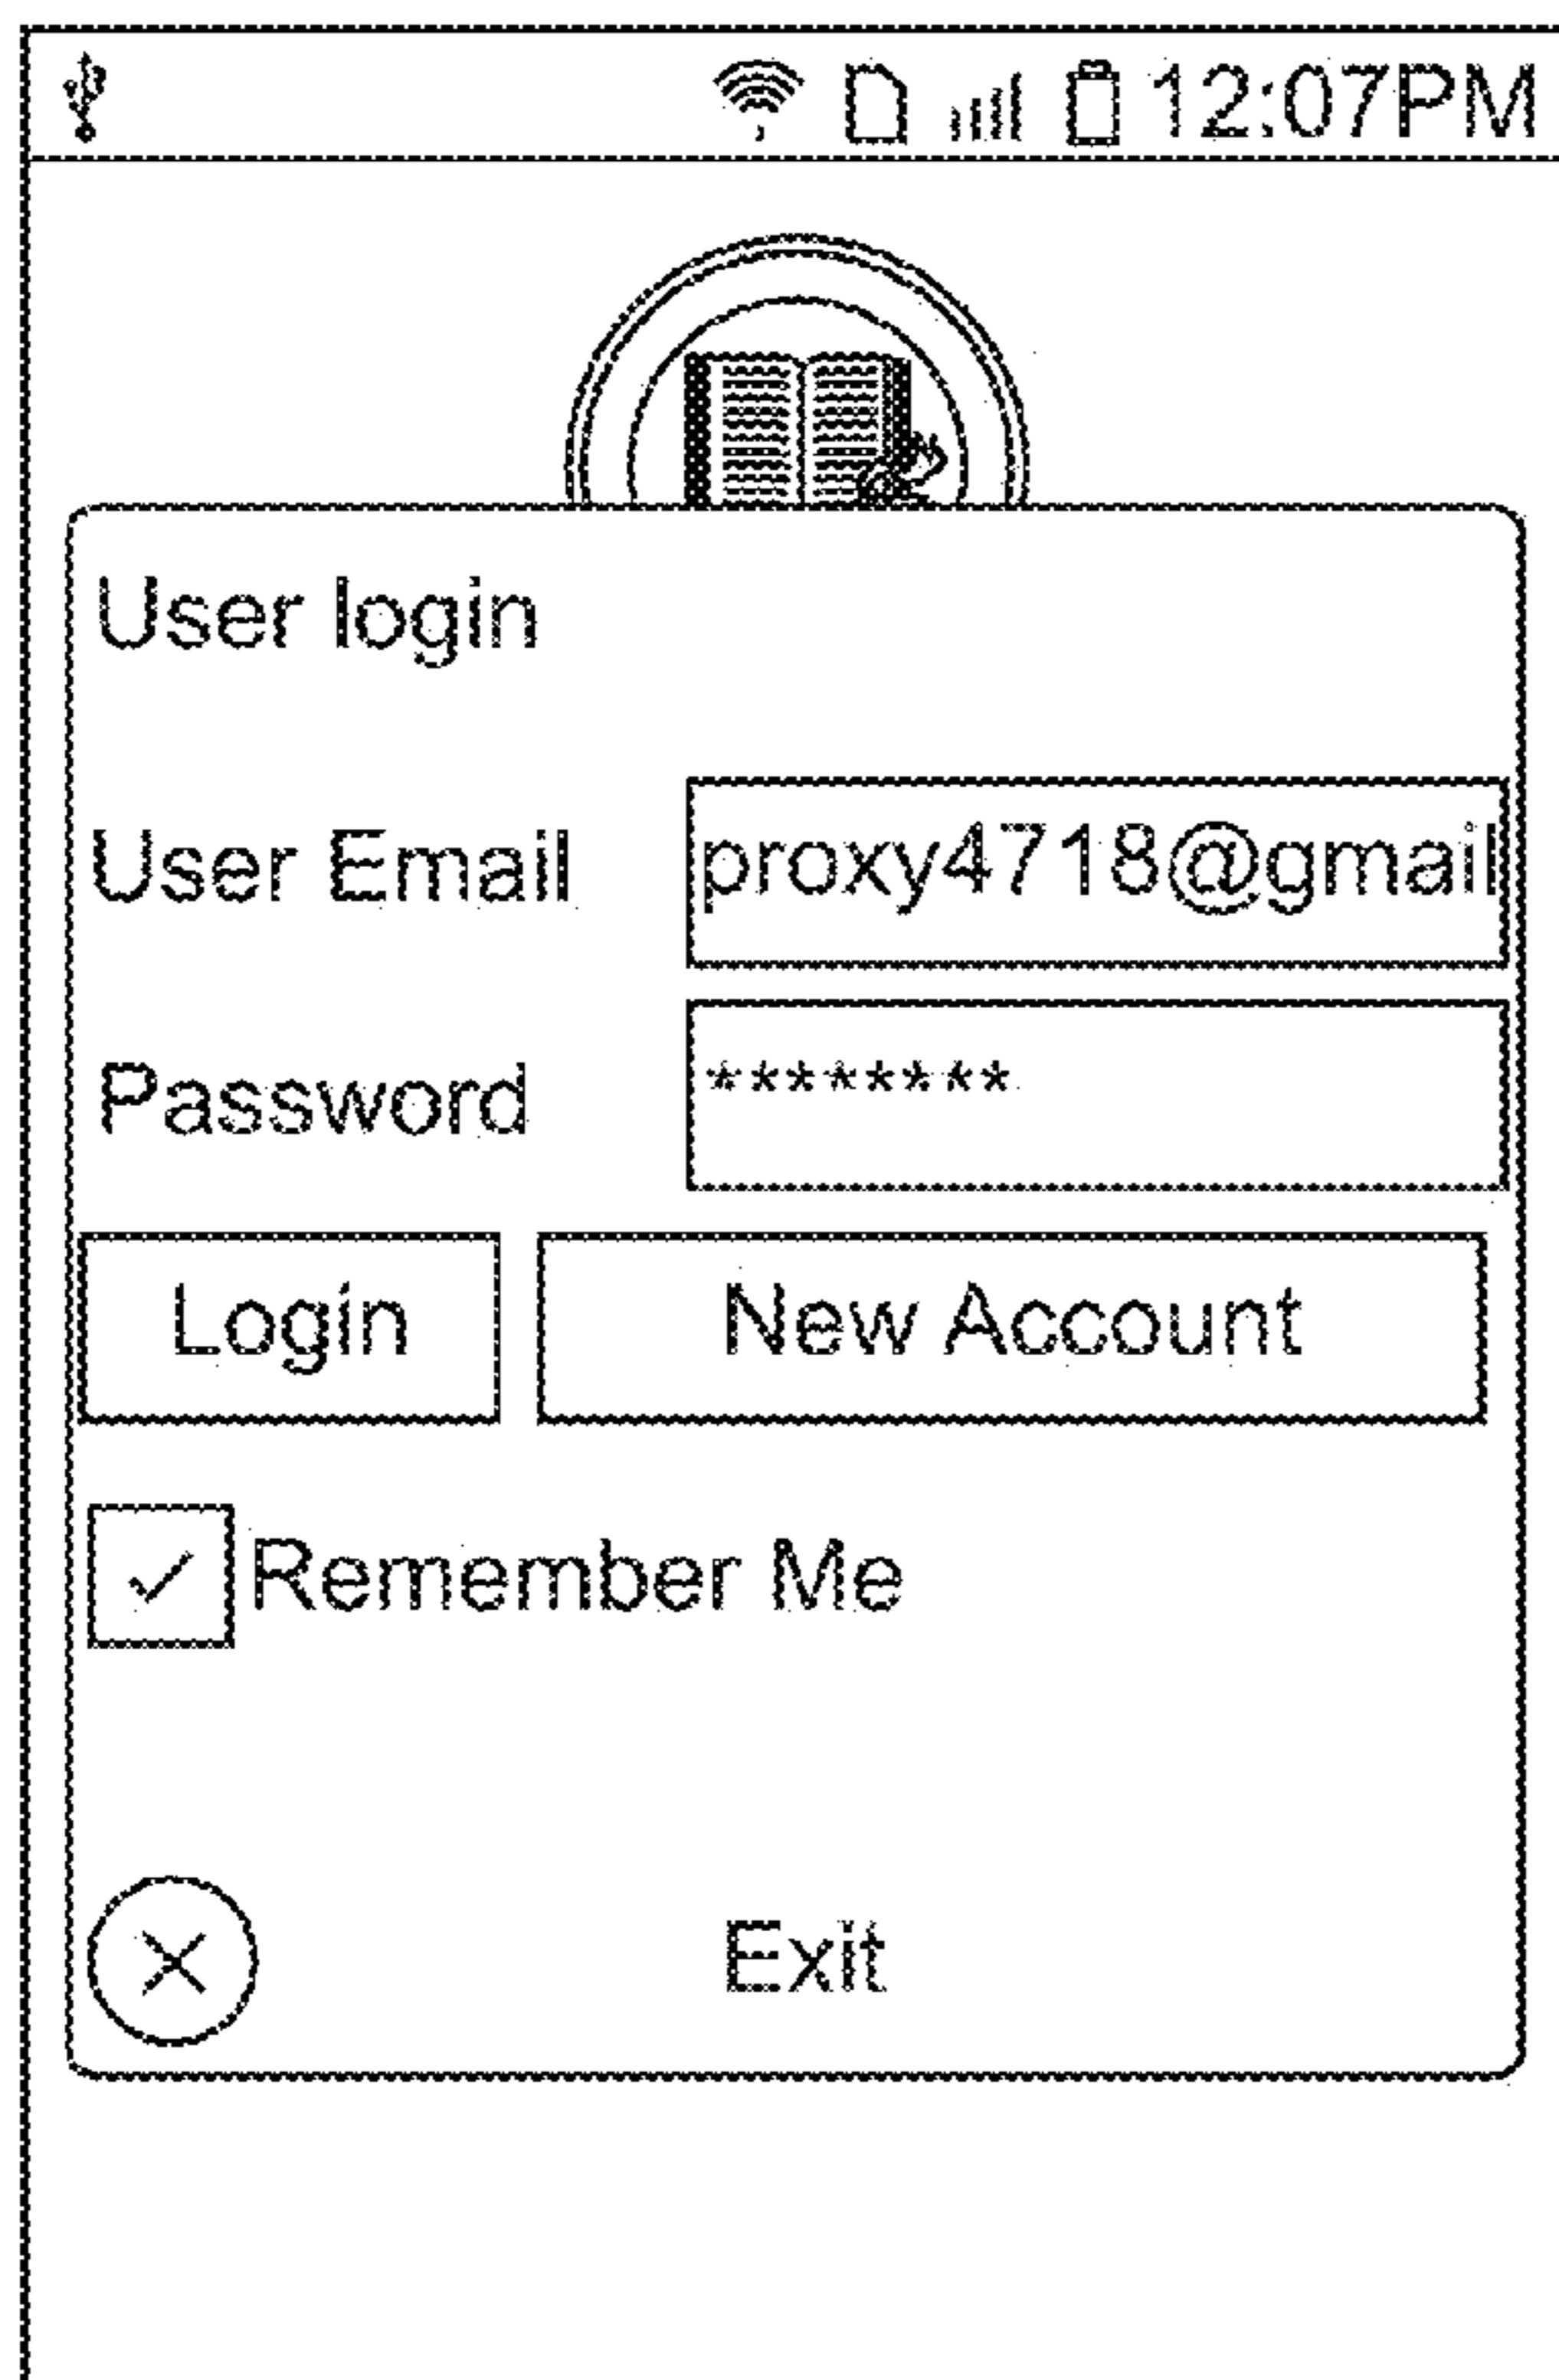 12:07PM
User login
User Email proxy4718@gmail
Password ********
Login New Account
Remember Me
Exit